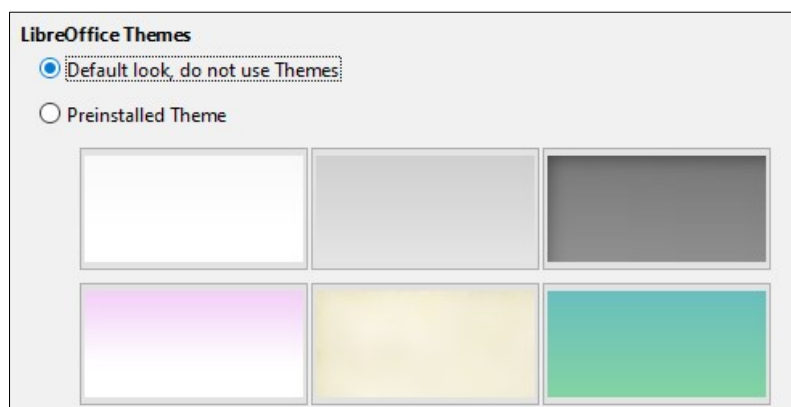 LibreOffice Themes
Default look, do not use Themes
Preinstalled Theme